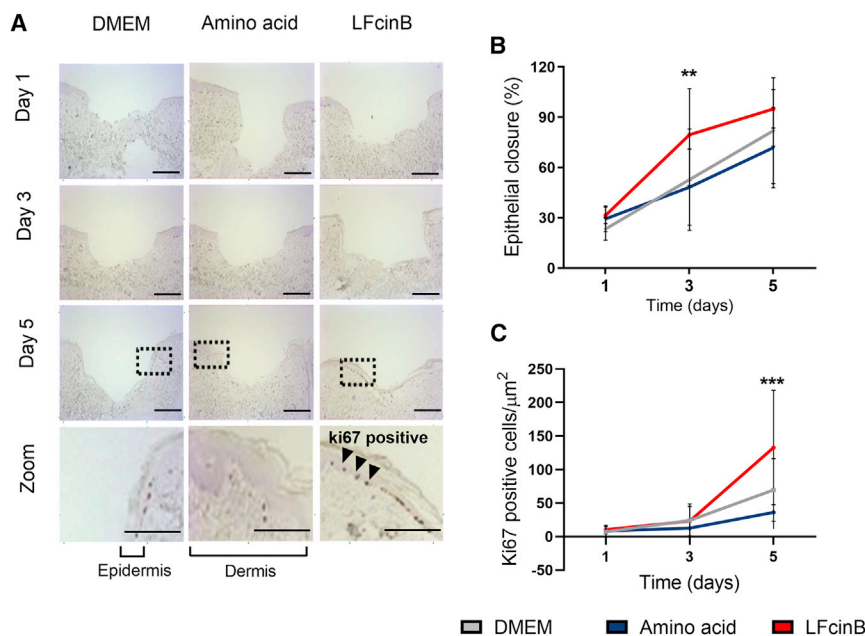 A
DMEM
Amino acid
LFcinB
Day 1
Day 3
Day 5
Zoom
ki67 positive
Epidermis
Dermis
B
Epithelial closure (%)
120
90
60
30
0
**
1
3
5
Time (days)
C
Ki67 positive cells/μm²
250
200
150
100
50
0
-50
***
1
3
5
Time (days)
DMEM
Amino acid
LFcinB